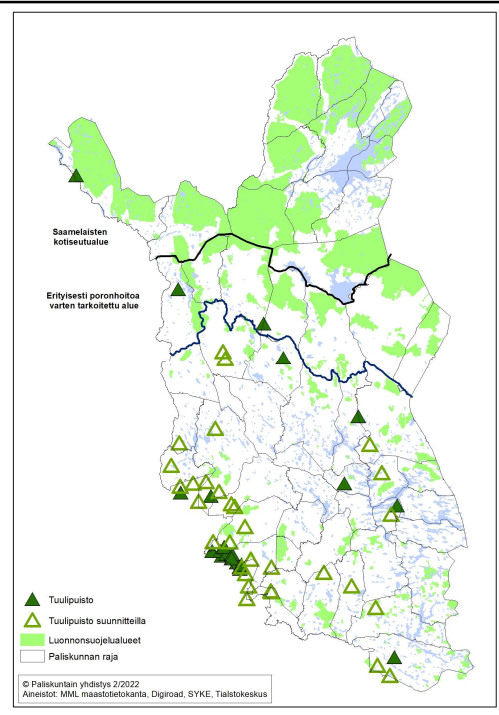 Saamelaisten
kotiseutualue
Erityisesti poronhoitoa
varten tarkoitettu alue
Tuulipuisto
Tuulipuisto suunnitteilla
Luonnonsuojelualueet
Paliskunnan raja
© Paliskuntain yhdistys 2/2022
Aineistot: MML maastotietokanta, Digiroad, SYKE, Tialstokeskus